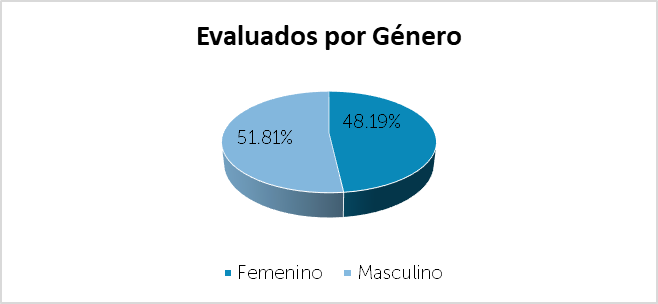 Evaluados por Género
48.19%
51.81%
Femenino
Masculino